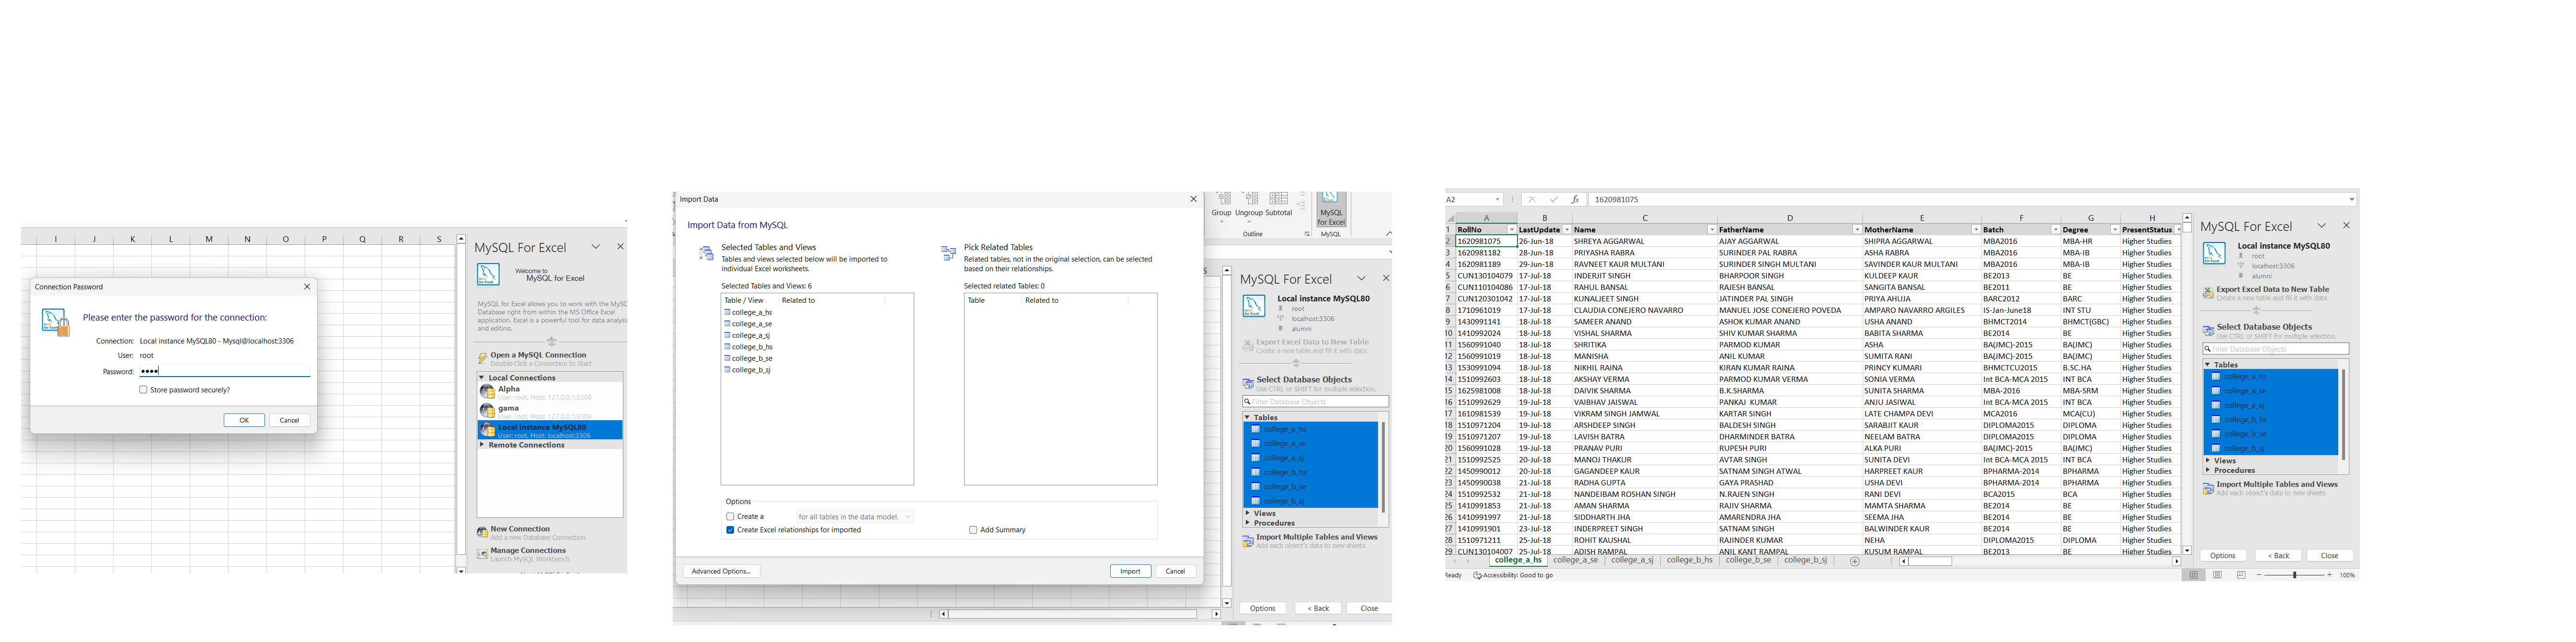 I J K L M N O P Q R S
MySQL For Excel
Welcome to
MySQL for Excel
MySQL for Excel allows you to work with the MySQ
Database right from within the MS Office Excel
application. Excel is a powerful tool for data analysis
and editing.
Open a MySQL Connection
Double-Click a Connection to Start
Local Connections
Alpha
User: root, Host: 127.0.0.1:3306
gama
User: root, Host: 127.0.0.1:3306
Local instance MySQL80
User: root, Host: localhost:3306
Remote Connections
New Connection
Add a new Database Connection
Manage Connections
Launch MySQL Workbench
Connection Password
Please enter the password for the connection:
Connection: Local instance MySQL80 - Mysql@localhost:3306
User: root
Password: ••••
Store password securely?
OK Cancel
Import Data
Import Data from MySQL
Selected Tables and Views
Tables and views selected below will be imported to
individual Excel worksheets.
Selected Tables and Views: 6
Table / View Related to
college_a_hs
college_a_se
college_a_sj
college_b_hs
college_b_se
college_b_sj
Pick Related Tables
Related tables, not in the original selection, can be selected
based on their relationships.
Selected related Tables: 0
Table Related to
Options
Create a for all tables in the data model.
Create Excel relationships for imported
Add Summary
Advanced Options...
Import Cancel
Group Ungroup Subtotal
Outline
MySQL
for Excel
MySQL
S
MySQL For Excel
Local instance MySQL80
root
localhost:3306
alumni
Export Excel Data to New Table
Create a new table and fill it with data
Select Database Objects
Use CTRL or SHIFT for multiple selection.
Filter Database Objects
Tables
college_a_hs
college_a_se
college_a_sj
college_b_hs
college_b_se
college_b_sj
Views
Procedures
Import Multiple Tables and Views
Add each object's data to new sheets
Options < Back Close
A2 fx 1620981075
A B C D E F G H
1 RollNo LastUpdate Name FatherName MotherName Batch Degree PresentStatus
2 1620981075 26-Jun-18 SHREYA AGGARWAL AJAY AGGARWAL SHIPRA AGGARWAL MBA2016 MBA-HR Higher Studies
3 1620981182 28-Jun-18 PRIYASHA RABRA SURINDER PAL RABRA ASHA RABRA MBA2016 MBA-IB Higher Studies
4 1620981189 29-Jun-18 RAVNEET KAUR MULTANI SURINDER SINGH MULTANI SAVINDER KAUR MULTANI MBA2016 MBA-IB Higher Studies
5 CUN130104079 17-Jul-18 INDERJIT SINGH BHARPOOR SINGH KULDEEP KAUR BE2013 BE Higher Studies
6 CUN110104086 17-Jul-18 RAHUL BANSAL RAJESH BANSAL SANGITA BANSAL BE2011 BE Higher Studies
7 CUN120301042 17-Jul-18 KUNALJEET SINGH JATINDER PAL SINGH PRIYA AHUJA BARC2012 BARC Higher Studies
8 1710961019 17-Jul-18 CLAUDIA CONEJERO NAVARRO MANUEL JOSE CONEJERO POVEDA AMPARO NAVARRO ARGILES IS-Jan-June18 INT STU Higher Studies
9 1430991141 18-Jul-18 SAMEER ANAND ASHOK KUMAR ANAND USHA ANAND BHMCT2014 BHMCT(GBC) Higher Studies
10 1410992024 18-Jul-18 VISHAL SHARMA SHIV KUMAR SHARMA BABITA SHARMA BE2014 BE Higher Studies
11 1560991040 18-Jul-18 SHRITIKA PARMOD KUMAR ASHA BA(JMC)-2015 BA(JMC) Higher Studies
12 1560991019 18-Jul-18 MANISHA ANIL KUMAR SUMITA RANI BA(JMC)-2015 BA(JMC) Higher Studies
13 1530991094 18-Jul-18 NIKHIL RAINA KIRAN KUMAR RAINA PRINCY KUMARI BHMCTCU2015 B.SC.HA Higher Studies
14 1510992603 18-Jul-18 AKSHAY VERMA PARMOD KUMAR VERMA SONIA VERMA Int BCA-MCA 2015 INT BCA Higher Studies
15 1625981008 18-Jul-18 DAIVIK SHARMA B.K.SHARMA SUNITA SHARMA MBA-2016 MBA-SRM Higher Studies
16 1510992629 19-Jul-18 VAIBHAV JAISWAL PANKAJ KUMAR ANJU JASIWAL Int BCA-MCA 2015 INT BCA Higher Studies
17 1610981539 19-Jul-18 VIKRAM SINGH JAMWAL KARTAR SINGH LATE CHAMPA DEVI MCA2016 MCA(CU) Higher Studies
18 1510971204 19-Jul-18 ARSHDEEP SINGH BALDESH SINGH SARABJIT KAUR DIPLOMA2015 DIPLOMA Higher Studies
19 1510971207 19-Jul-18 LAVISH BATRA DHARMINDER BATRA NEELAM BATRA DIPLOMA2015 DIPLOMA Higher Studies
20 1560991028 19-Jul-18 PRANAV PURI RUPESH PURI ALKA PURI BA(JMC)-2015 BA(JMC) Higher Studies
21 1510992525 20-Jul-18 MANOJ THAKUR AVTAR SINGH SUNITA DEVI Int BCA-MCA 2015 INT BCA Higher Studies
22 1450990012 20-Jul-18 GAGANDEEP KAUR SATNAM SINGH ATWAL HARPREET KAUR BPHARMA-2014 BPHARMA Higher Studies
23 1450990038 21-Jul-18 RADHA GUPTA GAYA PRASHAD USHA DEVI BPHARMA-2014 BPHARMA Higher Studies
24 1510992532 21-Jul-18 NANDEIBAM ROSHAN SINGH N.RAJEN SINGH RANI DEVI BCA2015 BCA Higher Studies
25 1410991853 21-Jul-18 AMAN SHARMA RAJIV SHARMA MAMTA SHARMA BE2014 BE Higher Studies
26 1410991997 21-Jul-18 SIDDHARTH JHA AMARENDRA JHA SEEMA JHA BE2014 BE Higher Studies
27 1410991901 23-Jul-18 INDERPREET SINGH SATNAM SINGH BALWINDER KAUR BE2014 BE Higher Studies
28 1510971211 25-Jul-18 ROHIT KAUSHAL RAJINDER KUMAR NEHA DIPLOMA2015 DIPLOMA Higher Studies
29 CUN130104007 25-Jul-18 ADISH RAMPAL ANIL KANT RAMPAL KUSUM RAMPAL BE2013 BE Higher Studies
college_a_hs college_a_se college_a_sj college_b_hs college_b_se college_b_sj
Ready Accessibility: Good to go 100%
MySQL For Excel
Local instance MySQL80
root
localhost:3306
alumni
Export Excel Data to New Table
Create a new table and fill it with data
Select Database Objects
Use CTRL or SHIFT for multiple selection.
Filter Database Objects
Tables
college_a_hs
college_a_se
college_a_sj
college_b_hs
college_b_se
college_b_sj
Views
Procedures
Import Multiple Tables and Views
Add each object's data to new sheets
Options < Back Close